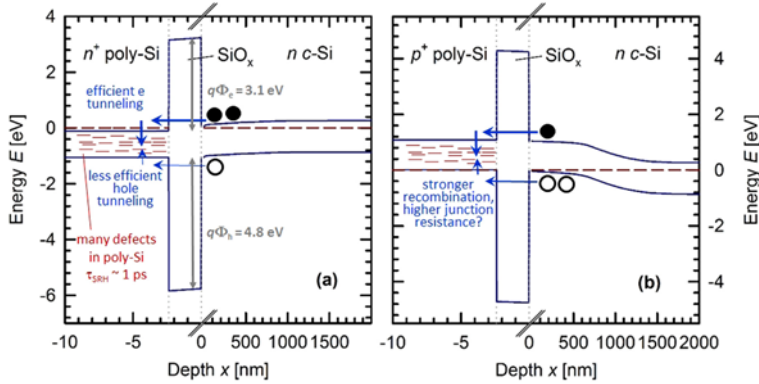 n+ poly-Si
SiOx
n c-Si
efficient e
tunneling
qΦe = 3.1 eV
less efficient
hole
tunneling
many defects
in poly-Si
τSRH ~ 1 ps
qΦh = 4.8 eV
(a)
Energy E [eV]
4
2
0
-2
-4
-6
-10
-5
0
500
1000
1500
Depth x [nm]
p+ poly-Si
SiOx
n c-Si
stronger
recombination,
higher junction
resistance?
(b)
-10
-5
0
500
1000
1500
2000
Depth x [nm]
Energy E [eV]
2
0
-2
-4